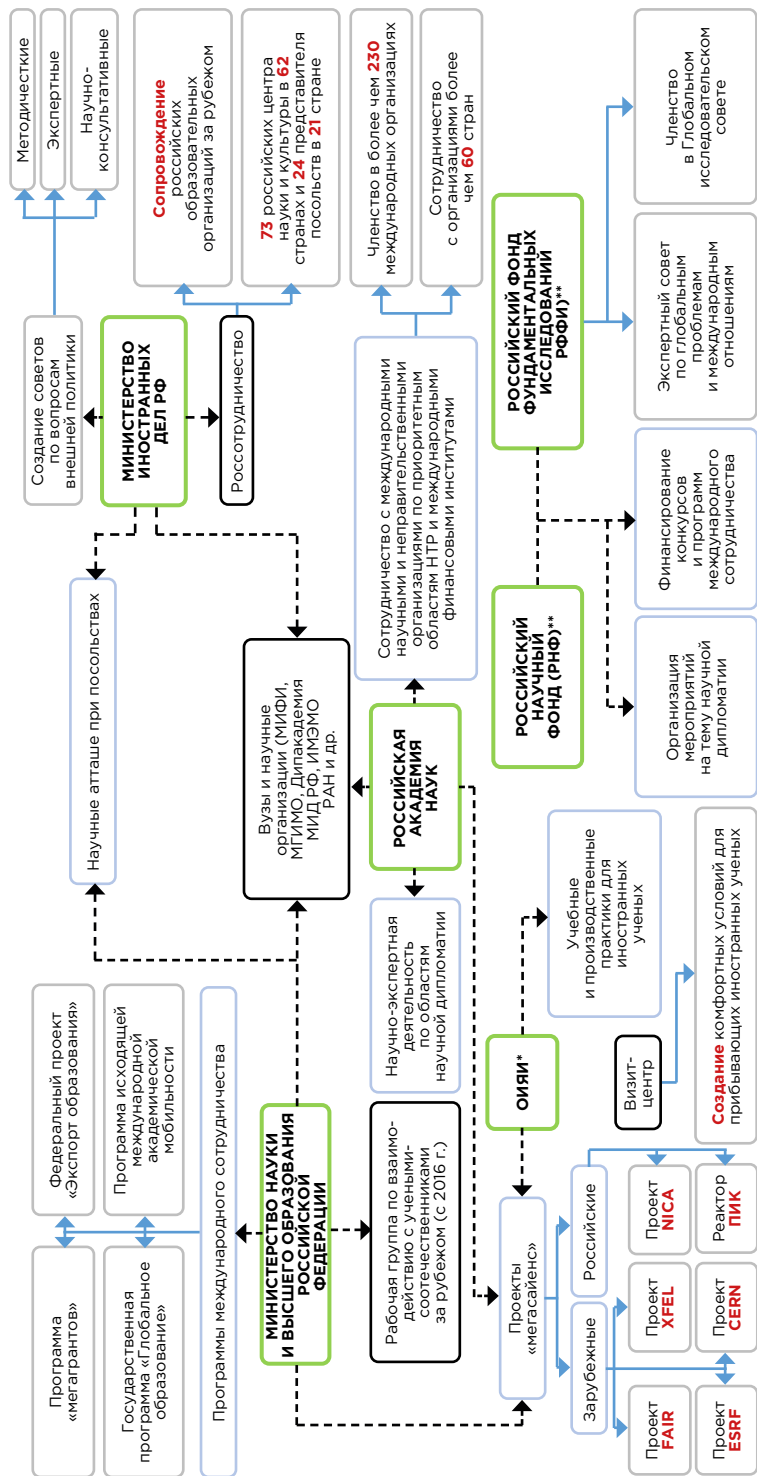 Программа
«мегагрантов»
Федеральный проект
«Экспорт образования»
Государственная
программа «Глобальное
образование»
Программа исходящей
международной
академической
мобильности
Программы международного сотрудничества
МИНИСТЕРСТВО НАУКИ
И ВЫСШЕГО ОБРАЗОВАНИЯ
РОССИЙСКОЙ
ФЕДЕРАЦИИ
Рабочая группа по взаимо-
действию с учеными-
соотечественниками
за рубежом (с 2016 г.)
Научные атташе при посольствах
Вузы и научные
организации (МИФИ,
МГИМО, Дипакадемия
МИД РФ, ИМЭМО
РАН и др.
Создание советов
по вопросам
внешней политики
Методичесткие
Экспертные
Научно-
консультативные
МИНИСТЕРСТВО
ИНОСТРАННЫХ
ДЕЛ РФ
Россотрудничество
Сопровождение
российских
образовательных
организаций за рубежом
73 российских центра
науки и культуры в 62
странах и 24 представителя
посольств в 21 стране
РОССИЙСКАЯ
АКАДЕМИЯ
НАУК
Научно-экспертная
деятельность
по областям
научной дипломатии
Сотрудничество с международными
научными и неправительственными
организациями по приоритетным
областям НТР и международными
финансовыми институтами
Членство в более чем 230
международных организациях
Сотрудничество
с организациями более
чем 60 стран
ОИЯИ*
Проекты
«мегасайенс»
Учебные
и производственные
практики для
иностранных
ученых
Зарубежные
Российские
Проект
FAIR
Проект
XFEL
Проект
NICA
Проект
ESRF
Проект
CERN
Реактор
ПИК
Визит-
центр
Создание комфортных условий для
прибывающих иностранных ученых
РОССИЙСКИЙ
НАУЧНЫЙ
ФОНД (РНФ)**
РОССИЙСКИЙ ФОНД
ФУНДАМЕНТАЛЬНЫХ
ИССЛЕДОВАНИЙ
РФФИ)**
Организация
мероприятий
на тему научной
дипломатии
Финансирование
конкурсов
и программ
международного
сотрудничества
Экспертный совет
по глобальным
проблемам
и международным
отношениям
Членство
в Глобальном
исследовательском
совете